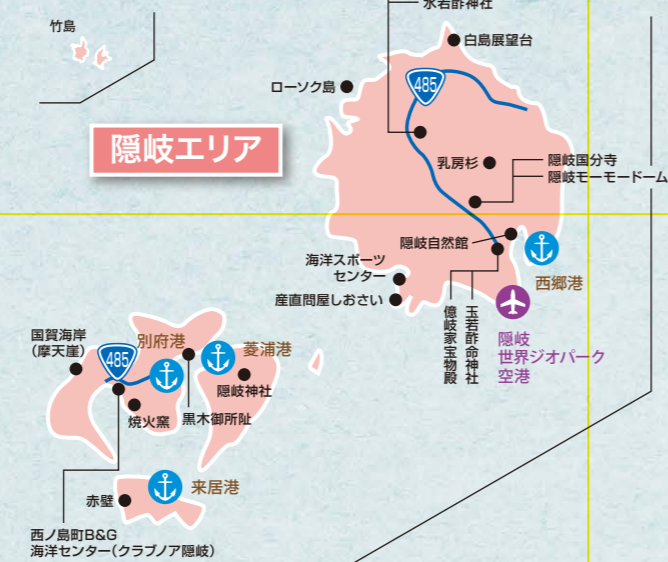 水若酢神社
竹島
白島展望台
ローソク島
485
隠岐エリア
乳房杉
隠岐国分寺
隠岐モーモードーム
隠岐自然館
海洋スポーツ
センター
西郷港
産直問屋しおさい
億岐家宝物殿
玉若酢命神社
隠岐
世界ジオパーク
空港
国賀海岸
(摩天崖)
485
別府港
菱浦港
隠岐神社
焼火窯
黒木御所阯
赤壁
来居港
西ノ島町B&G
海洋センター(クラブノア隠岐)